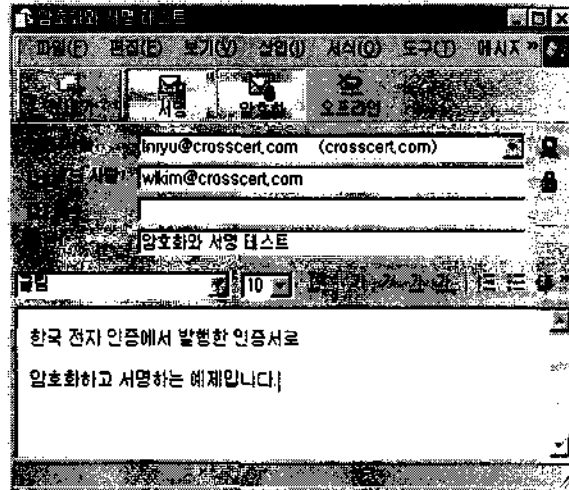 암호화와 서명 테스트
파일(F) 편집(E) 보기(V) 삽입(I) 서식(O) 도구(T) 메시지 »
서명 암호화 오프라인
lnryu@crosscert.com (crosscert.com)
wikim@crosscert.com
암호화와 서명 테스트
굴림 10 »
한국 전자 인증에서 발행한 인증서로
암호화하고 서명하는 예제입니다.